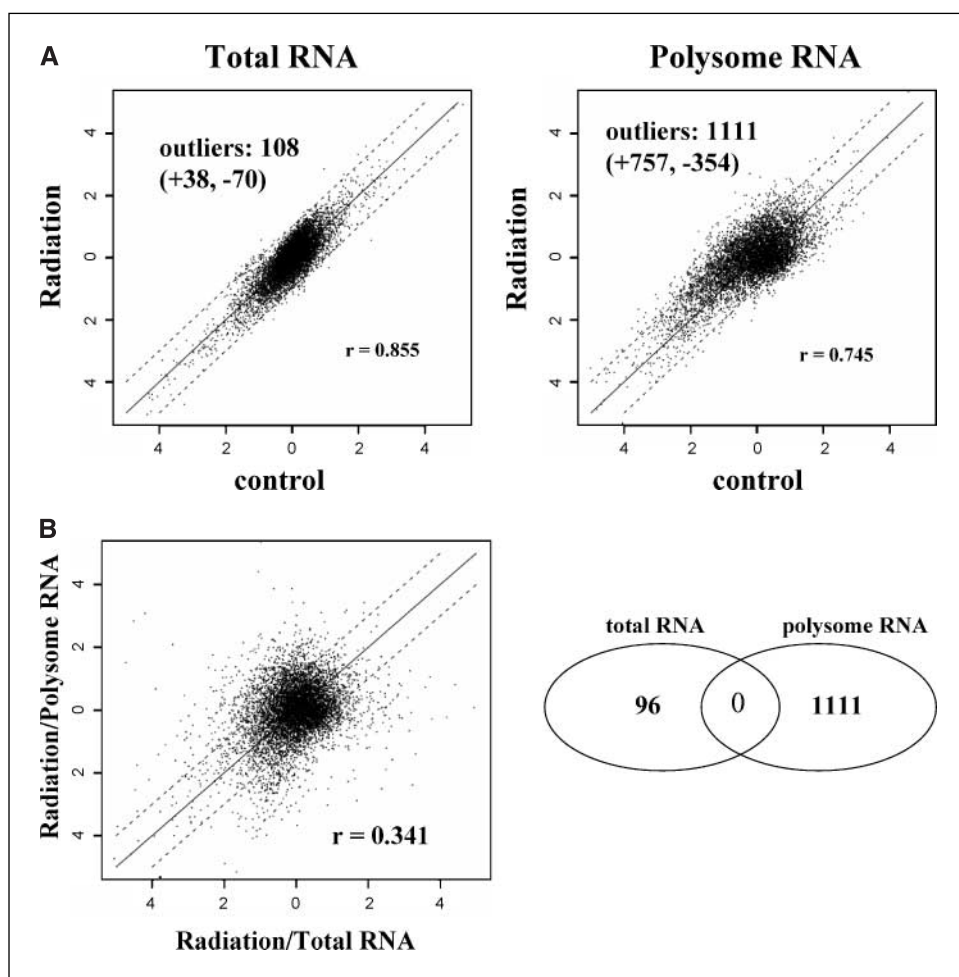 A
Total RNA
Polysome RNA
outliers: 108
(+38, -70)
r = 0.855
4
2
0
2
4
Radiation
4 2 0 2 4
control
outliers: 1111
(+757, -354)
r = 0.745
4
2
0
2
4
Radiation
4 2 0 2 4
control
B
4
2
0
2
4
Radiation/Polysome RNA
r = 0.341
4 2 0 2 4
Radiation/Total RNA
total RNA polysome RNA
96 0 1111